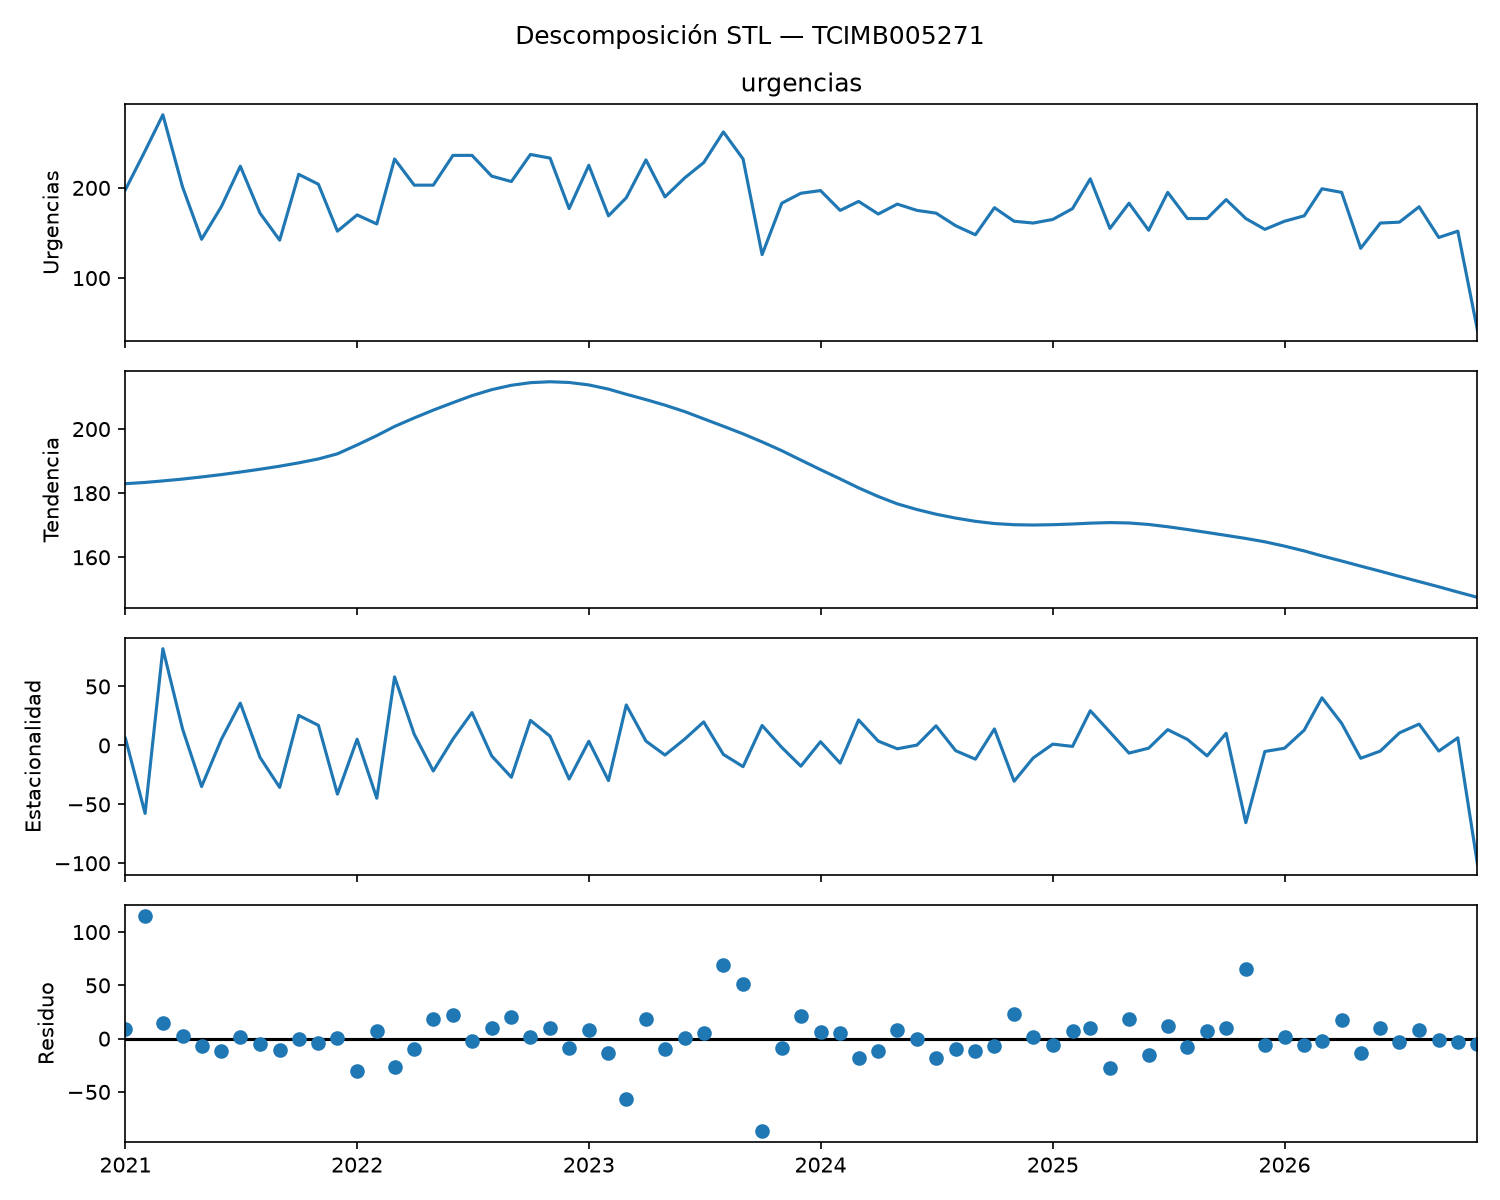 Descomposición STL — TCIMB005271
urgencias
Urgencias
200
100
Tendencia
200
180
160
Estacionalidad
50
0
−50
−100
Residuo
100
50
0
−50
2021 2022 2023 2024 2025 2026